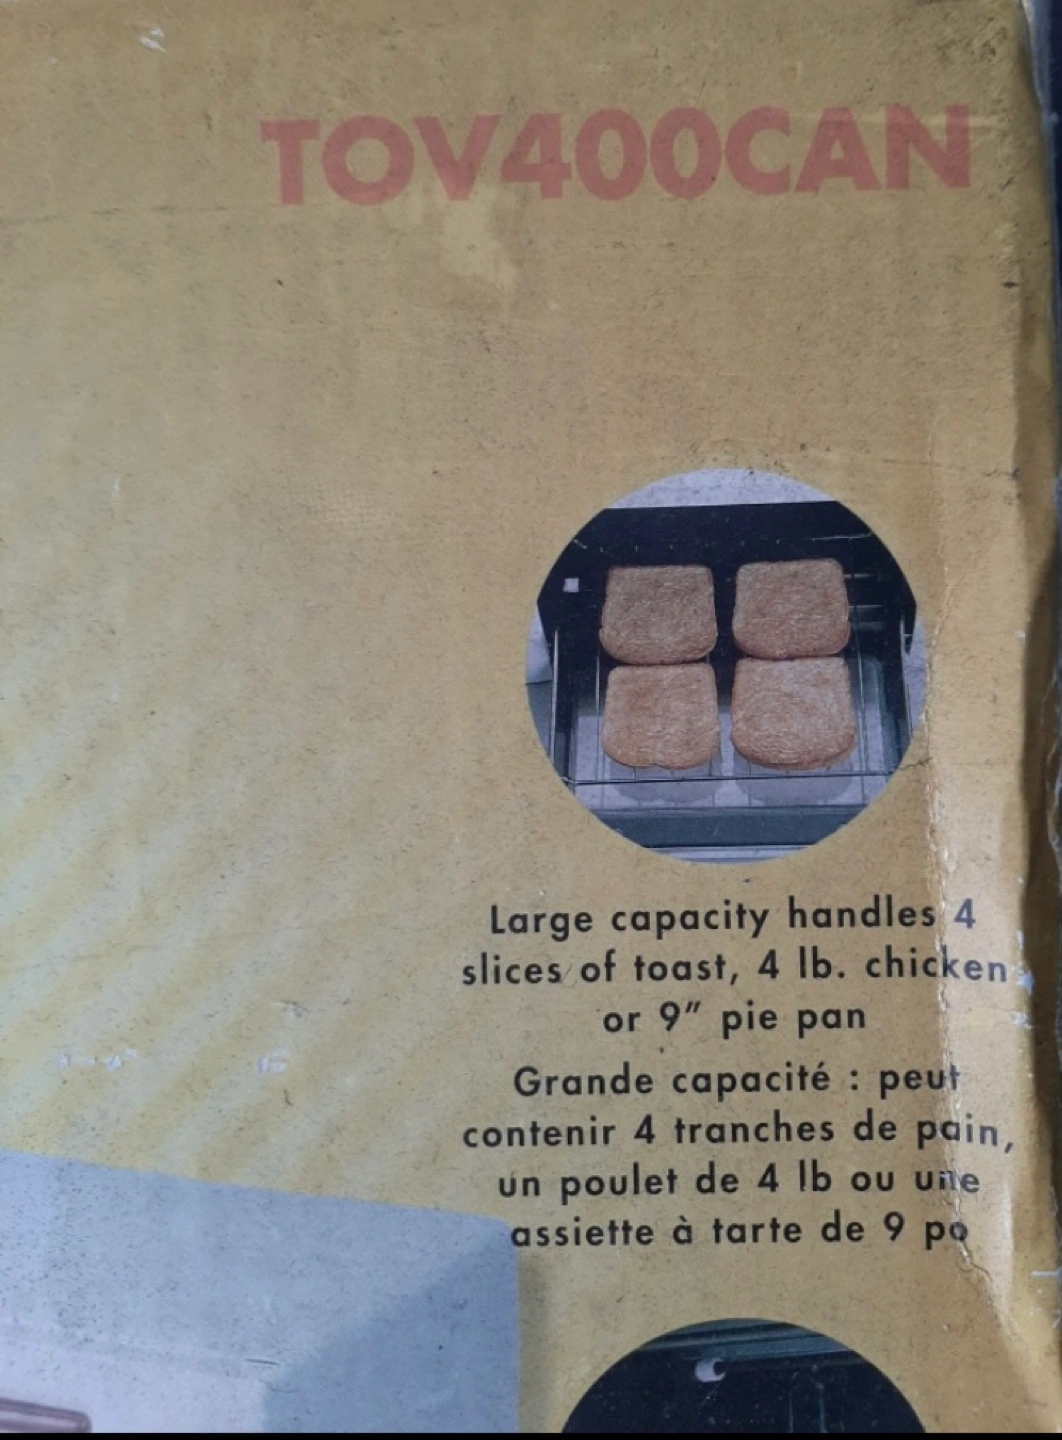 TOV400CAN
Large capacity handles 4
slices of toast, 4 lb. chicken
or 9" pie pan
Grande capacité : peut
contenir 4 tranches de pain,
un poulet de 4 lb ou une
assiette à tarte de 9 po